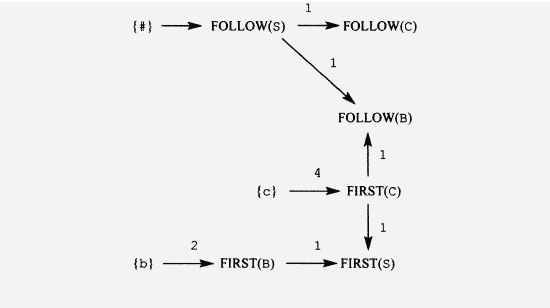 1
{#} FOLLOW(S) FOLLOW(C)
1
FOLLOW(B)
1
4
{c} FIRST(C)
1
2 1
{b} FIRST(B) FIRST(S)